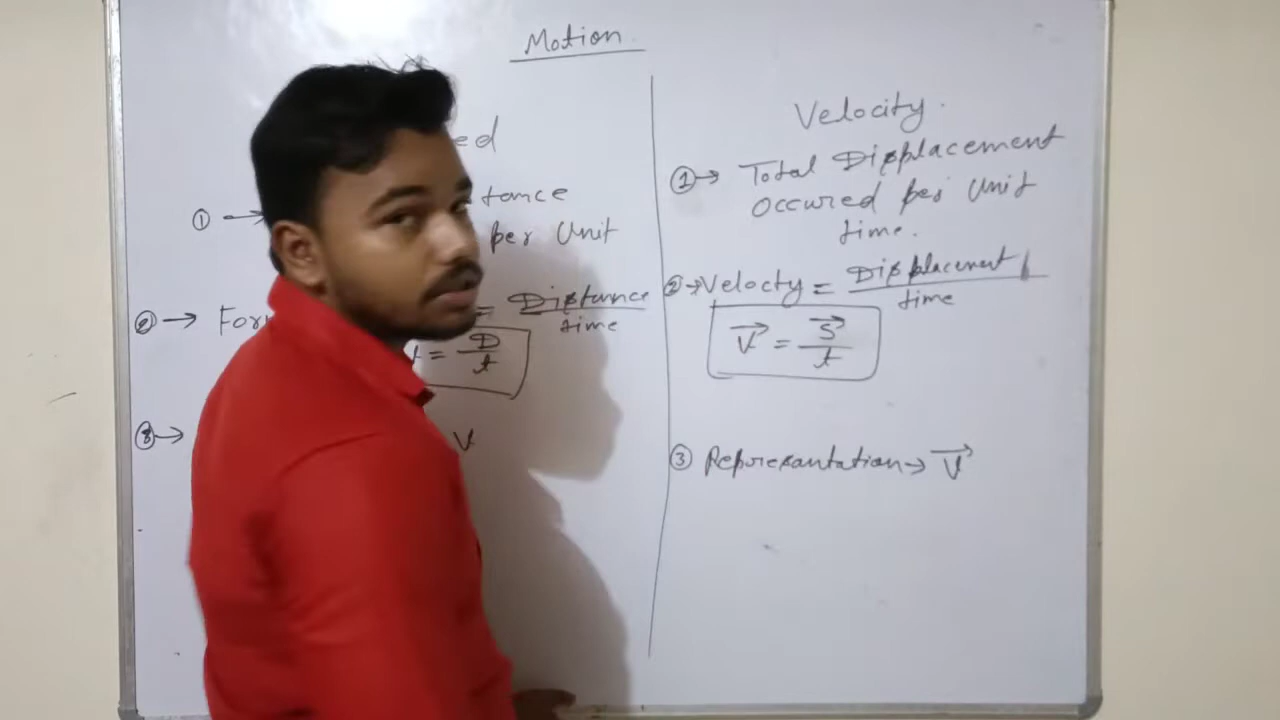 Motion
ed
① → tance
per Unit
② → For = Distance / time
= D / t
③ → v
Velocity.
① → Total Displacement
occured per Unit
time.
② → Velocty = Displacement / time
V⃗ = S⃗ / t
③ Representation → V⃗